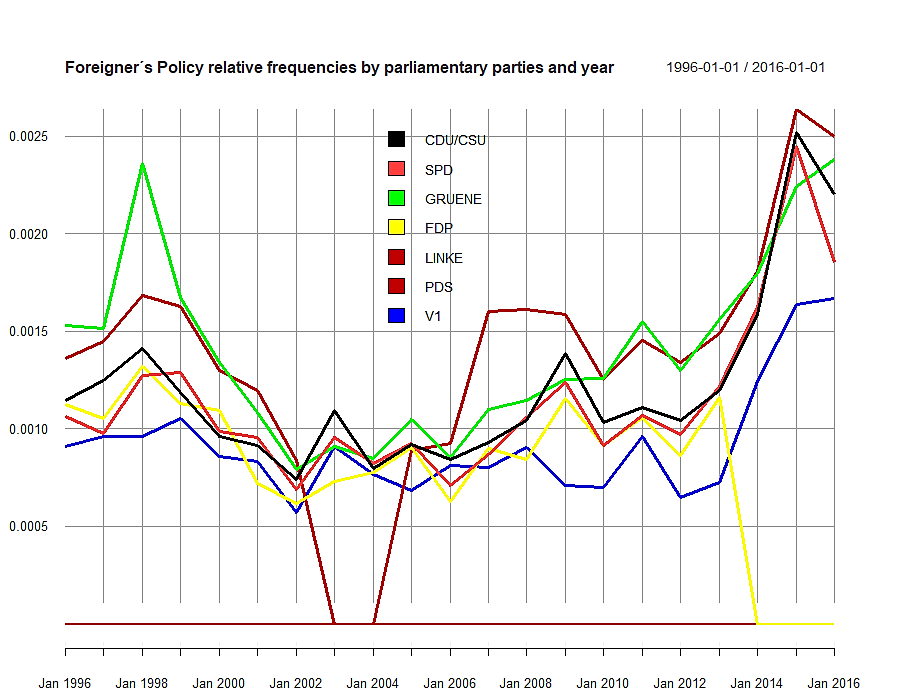 Foreigner´s Policy relative frequencies by parliamentary parties and year 1996-01-01 / 2016-01-01
0.0025
CDU/CSU
SPD
GRUENE
0.0020
FDP
LINKE
PDS
V1
0.0015
0.0010
0.0005
Jan 1996 Jan 1998 Jan 2000 Jan 2002 Jan 2004 Jan 2006 Jan 2008 Jan 2010 Jan 2012 Jan 2014 Jan 2016